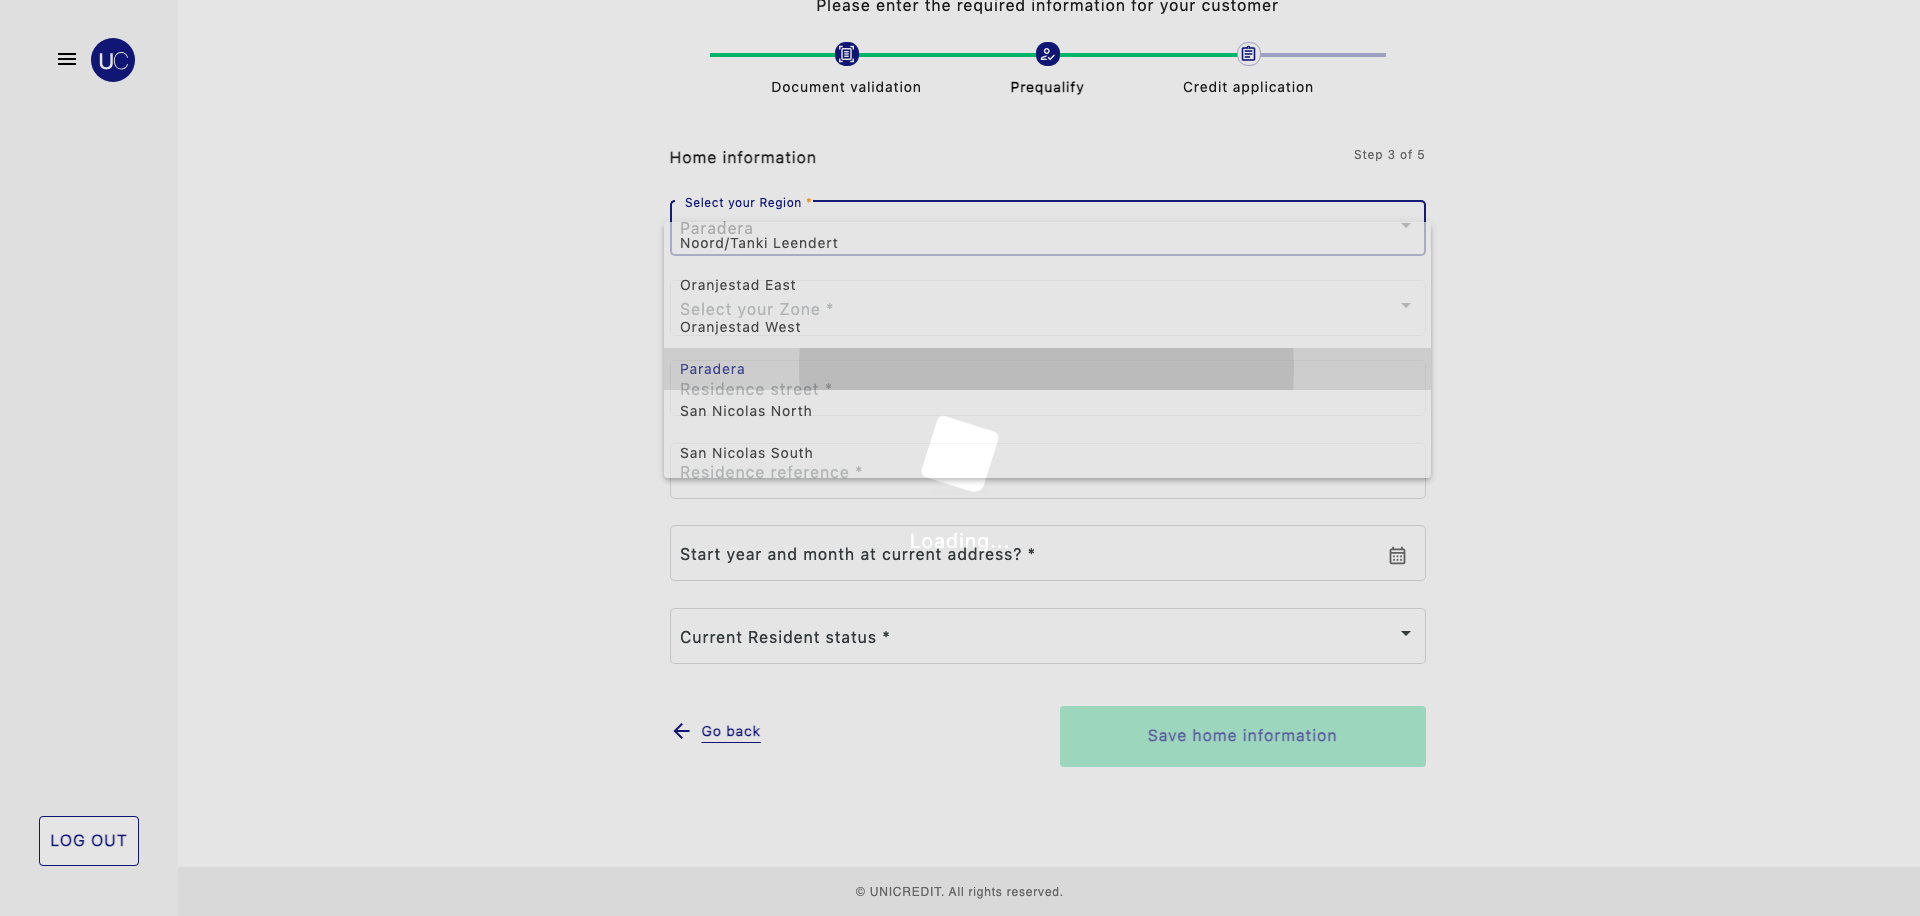 Please enter the required information for your customer
UC
Document validation
Prequalify
Credit application
Home information
Step 3 of 5
Select your Region *
Paradera
Noord/Tanki Leendert
Oranjestad East
Select your Zone *
Oranjestad West
Paradera
Residence street *
San Nicolas North
San Nicolas South
Residence reference *
Loading...
Start year and month at current address? *
Current Resident status *
Go back
Save home information
LOG OUT
© UNICREDIT. All rights reserved.